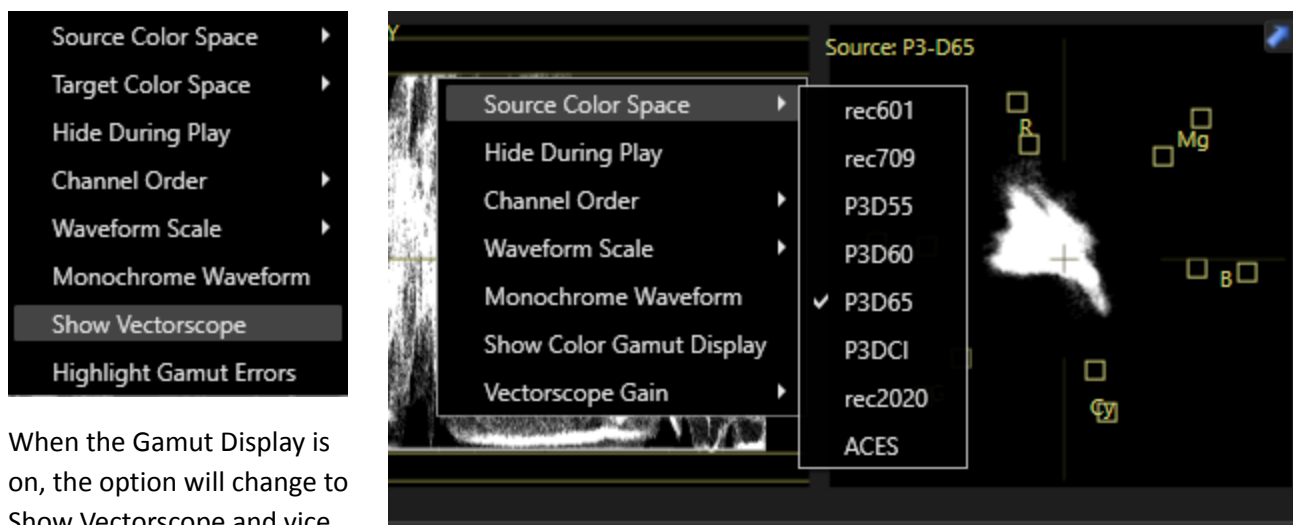 Source Color Space
Target Color Space
Hide During Play
Channel Order
Waveform Scale
Monochrome Waveform
Show Vectorscope
Highlight Gamut Errors
When the Gamut Display is
on, the option will change to
Show Vectorscope and vice
Y
Source Color Space
Hide During Play
Channel Order
Waveform Scale
Monochrome Waveform
Show Color Gamut Display
Vectorscope Gain
rec601
rec709
P3D55
P3D60
P3D65
P3DCI
rec2020
ACES
Source: P3-D65
R
Mg
B
Cy